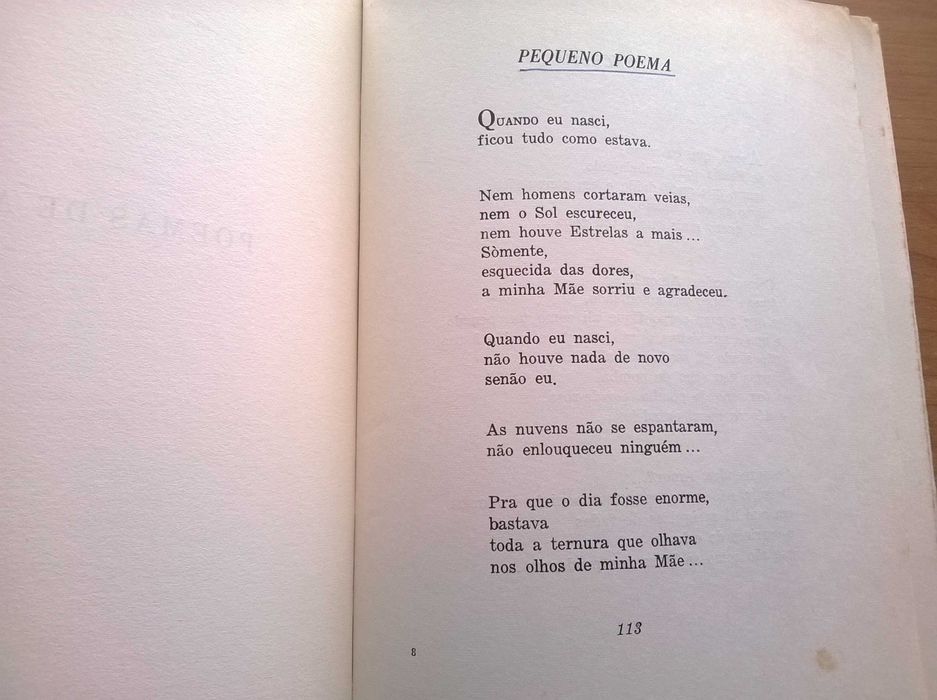 PEQUENO POEMA
QUANDO eu nasci,
ficou tudo como estava.
Nem homens cortaram veias,
nem o Sol escureceu,
nem houve Estrelas a mais...
Sòmente,
esquecida das dores,
a minha Mãe sorriu e agradeceu.
Quando eu nasci,
não houve nada de novo
senão eu.
As nuvens não se espantaram,
não enlouqueceu ninguém...
Pra que o dia fosse enorme,
bastava
toda a ternura que olhava
nos olhos de minha Mãe...
113
8